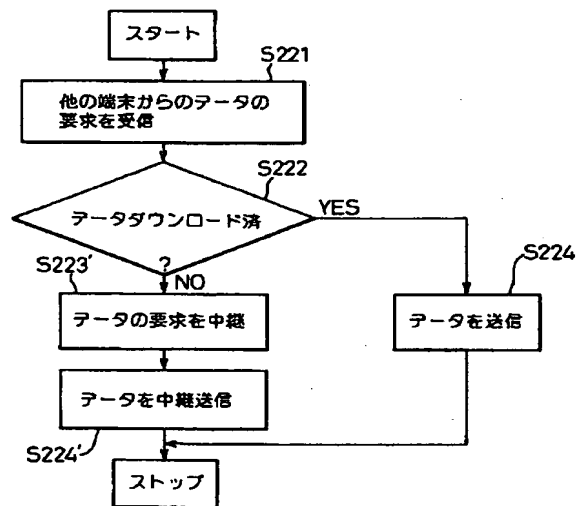 スタート
S221
他の端末からのデータの
要求を受信
S222
データダウンロード済
?
YES
NO
S223'
データの要求を中継
S224
データを送信
データを中継送信
S224'
ストップ